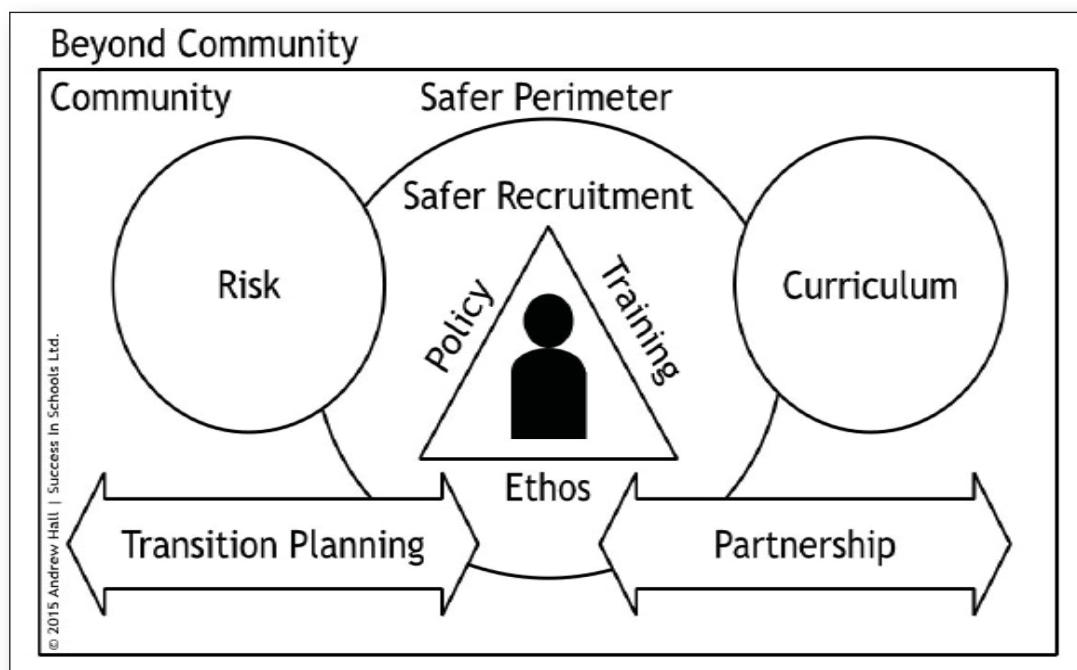 Beyond Community
Community
Safer Perimeter
Safer Recruitment
Risk
Policy
Training
Curriculum
Ethos
Transition Planning
Partnership
© 2015 Andrew Hall | Success In Schools Ltd.